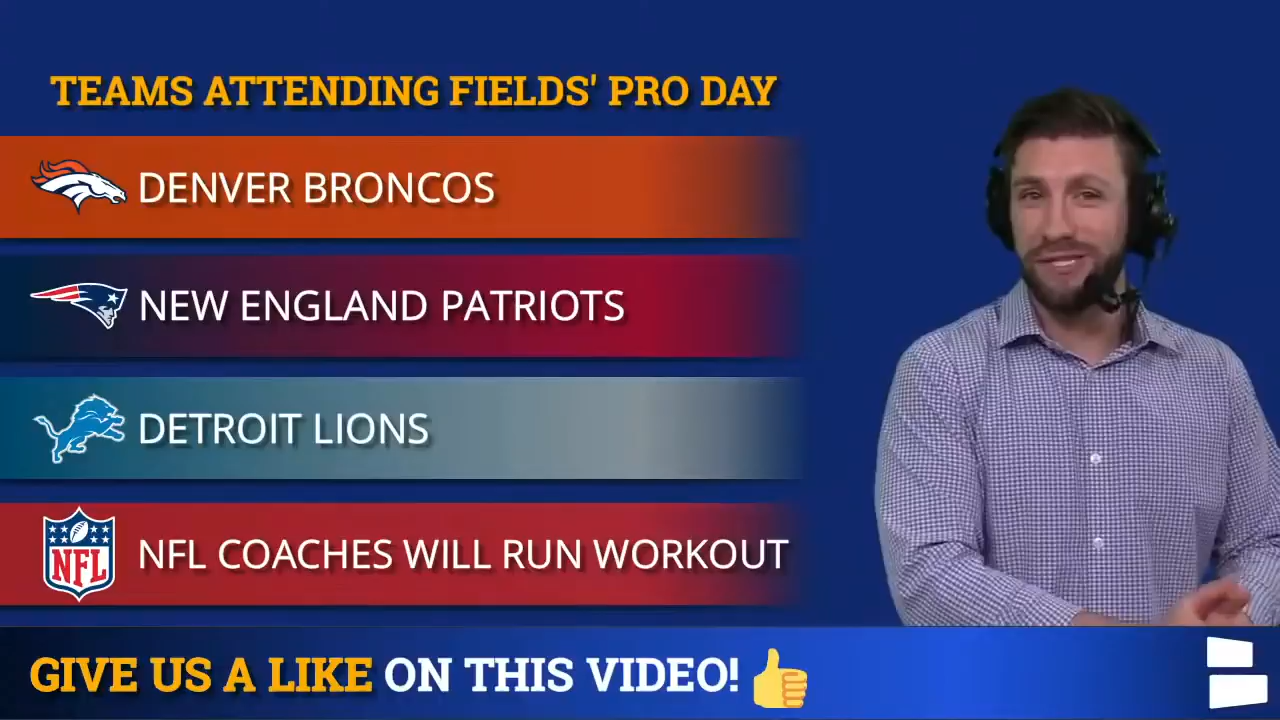 TEAMS ATTENDING FIELDS' PRO DAY
DENVER BRONCOS
NEW ENGLAND PATRIOTS
DETROIT LIONS
NFL
NFL COACHES WILL RUN WORKOUT
GIVE US A LIKE ON THIS VIDEO!